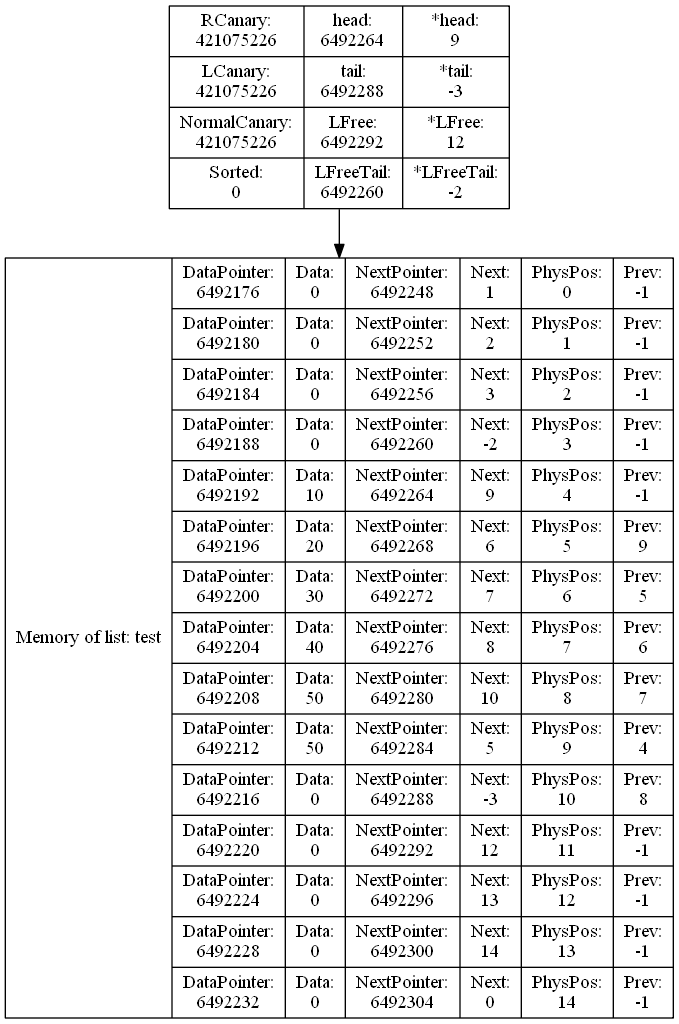 RCanary: head: *head:
421075226 6492264 9
LCanary: tail: *tail:
421075226 6492288 -3
NormalCanary: LFree: *LFree:
421075226 6492292 12
Sorted: LFreeTail: *LFreeTail:
0 6492260 -2
Memory of list: test
DataPointer: Data: NextPointer: Next: PhysPos: Prev:
6492176 0 6492248 1 0 -1
DataPointer: Data: NextPointer: Next: PhysPos: Prev:
6492180 0 6492252 2 1 -1
DataPointer: Data: NextPointer: Next: PhysPos: Prev:
6492184 0 6492256 3 2 -1
DataPointer: Data: NextPointer: Next: PhysPos: Prev:
6492188 0 6492260 -2 3 -1
DataPointer: Data: NextPointer: Next: PhysPos: Prev:
6492192 10 6492264 9 4 -1
DataPointer: Data: NextPointer: Next: PhysPos: Prev:
6492196 20 6492268 6 5 9
DataPointer: Data: NextPointer: Next: PhysPos: Prev:
6492200 30 6492272 7 6 5
DataPointer: Data: NextPointer: Next: PhysPos: Prev:
6492204 40 6492276 8 7 6
DataPointer: Data: NextPointer: Next: PhysPos: Prev:
6492208 50 6492280 10 8 7
DataPointer: Data: NextPointer: Next: PhysPos: Prev:
6492212 50 6492284 5 9 4
DataPointer: Data: NextPointer: Next: PhysPos: Prev:
6492216 0 6492288 -3 10 8
DataPointer: Data: NextPointer: Next: PhysPos: Prev:
6492220 0 6492292 12 11 -1
DataPointer: Data: NextPointer: Next: PhysPos: Prev:
6492224 0 6492296 13 12 -1
DataPointer: Data: NextPointer: Next: PhysPos: Prev:
6492228 0 6492300 14 13 -1
DataPointer: Data: NextPointer: Next: PhysPos: Prev:
6492232 0 6492304 0 14 -1